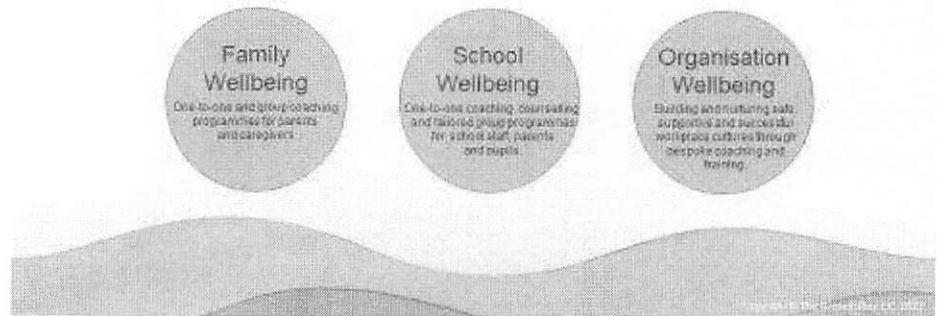 Family
Wellbeing
One-to-one and group coaching
programmes for parents
and caregivers
School
Wellbeing
One-to-one coaching, counselling
and tailored group programmes
for school staff, parents
and pupils.
Organisation
Wellbeing
Building and nurturing safe
supportive and successful
workplace cultures through
bespoke coaching and
training.